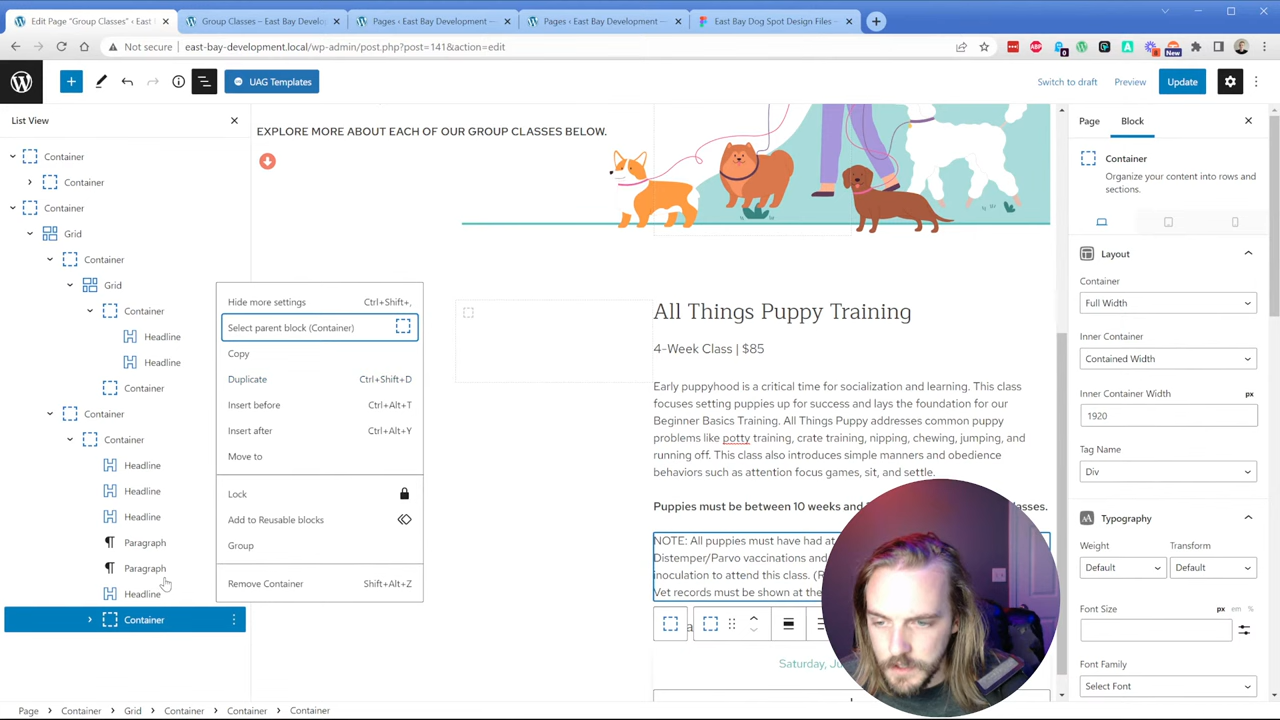 Edit Page "Group Classes" ‹ East B
Group Classes – East Bay Develo
Pages ‹ East Bay Development —
Pages ‹ East Bay Development —
East Bay Dog Spot Design Files –
Not secure
east-bay-development.local/wp-admin/post.php?post=141&action=edit
New
UAG Templates
Switch to draft
Preview
Update
List View
Container
Container
Container
Grid
Container
Grid
Container
Headline
Headline
Container
Container
Container
Headline
Headline
Headline
Paragraph
Paragraph
Headline
Container
Hide more settings Ctrl+Shift+,
Select parent block (Container)
Copy
Duplicate Ctrl+Shift+D
Insert before Ctrl+Alt+T
Insert after Ctrl+Alt+Y
Move to
Lock
Add to Reusable blocks
Group
Remove Container Shift+Alt+Z
EXPLORE MORE ABOUT EACH OF OUR GROUP CLASSES BELOW.
All Things Puppy Training
4-Week Class | $85
Early puppyhood is a critical time for socialization and learning. This class
focuses setting puppies up for success and lays the foundation for our
Beginner Basics Training. All Things Puppy addresses common puppy
problems like potty training, crate training, nipping, chewing, jumping, and
running off. This class also introduces simple manners and obedience
behaviors such as attention focus games, sit, and settle.
Puppies must be between 10 weeks and
NOTE: All puppies must have had at
Distemper/Parvo vaccinations and
inoculation to attend this class.
Vet records must be shown at the
Saturday,
Page
Block
Container
Organize your content into rows and
sections.
Layout
Container
Full Width
Inner Container
Contained Width
Inner Container Width px
1920
Tag Name
Div
Typography
Weight Transform
Default Default
Font Size px em %
Font Family
Select Font
Page Container Grid Container Container Container